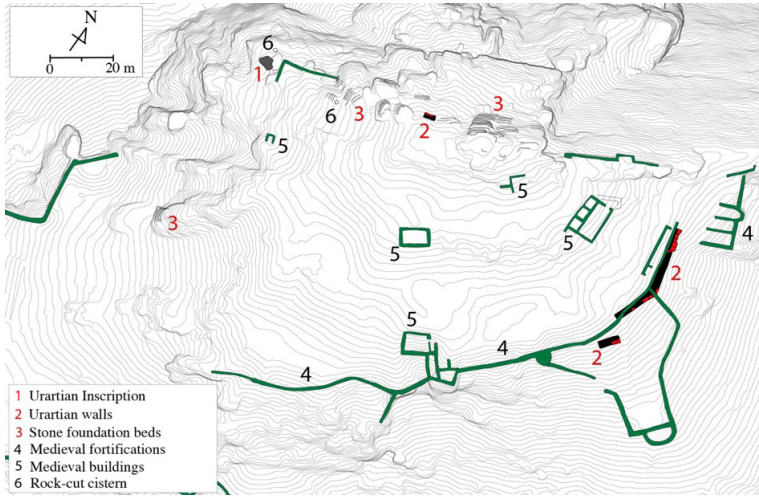 N
20 m
6
1
6
3
3
2
5
5
5
5
4
3
2
5
4
2
4
1 Urartian Inscription
2 Urartian walls
3 Stone foundation beds
4 Medieval fortifications
5 Medieval buildings
6 Rock-cut cistern